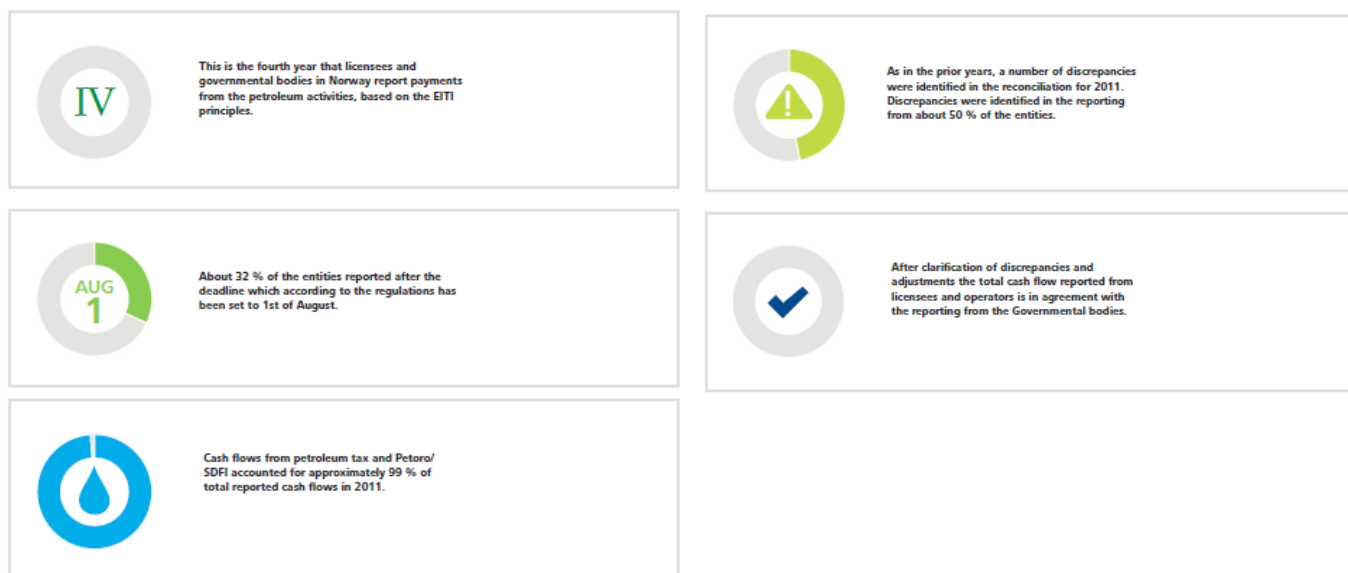 IV
This is the fourth year that licensees and
governmental bodies in Norway report payments
from the petroleum activities, based on the EITI
principles.
As in the prior years, a number of discrepancies
were identified in the reconciliation for 2011.
Discrepancies were identified in the reporting
from about 50 % of the entities.
AUG
1
About 32 % of the entities reported after the
deadline which according to the regulations has
been set to 1st of August.
After clarification of discrepancies and
adjustments the total cash flow reported from
licensees and operators is in agreement with
the reporting from the Governmental bodies.
Cash flows from petroleum tax and Petoro/
SDFI accounted for approximately 99 % of
total reported cash flows in 2011.